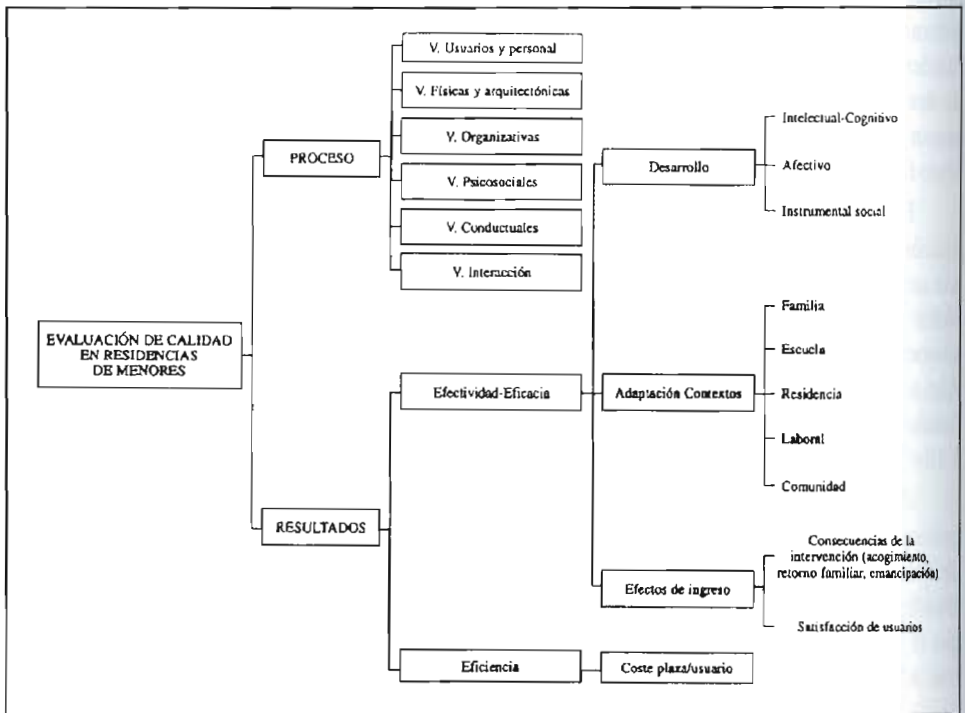 EVALUACIÓN DE CALIDAD
EN RESIDENCIAS
DE MENORES
PROCESO
V. Usuarios y personal
V. Físicas y arquitectónicas
V. Organizativas
V. Psicosociales
V. Conductuales
V. Interacción
RESULTADOS
Efectividad-Eficacia
Desarrollo
Intelectual-Cognitivo
Afectivo
Instrumental social
Adaptación Contextos
Familia
Escuela
Residencia
Laboral
Comunidad
Efectos de ingreso
Consecuencias de la
intervención (acogimiento,
retorno familiar, emancipación)
Satisfacción de usuarios
Eficiencia
Coste plaza/usuario